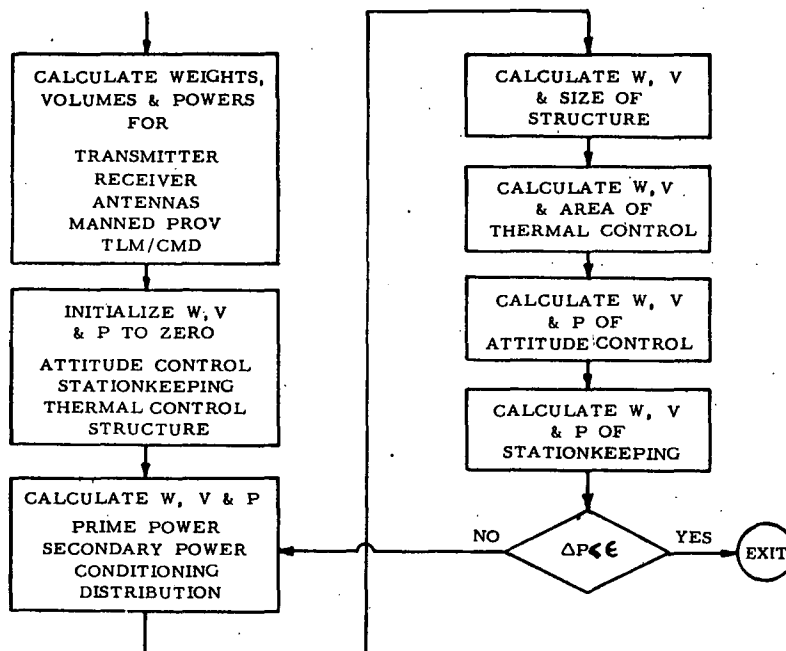 CALCULATE WEIGHTS,
VOLUMES & POWERS
FOR
TRANSMITTER
RECEIVER
ANTENNAS
MANNED PROV
TLM/CMD
INITIALIZE W, V
& P TO ZERO
ATTITUDE CONTROL
STATIONKEEPING
THERMAL CONTROL
STRUCTURE
CALCULATE W, V & P
PRIME POWER
SECONDARY POWER
CONDITIONING
DISTRIBUTION
CALCULATE W, V
& SIZE OF
STRUCTURE
CALCULATE W, V
& AREA OF
THERMAL CONTROL
CALCULATE W, V
& P OF
ATTITUDE CONTROL
CALCULATE W, V
& P OF
STATIONKEEPING
NO
ΔP<ϵ
YES
EXIT